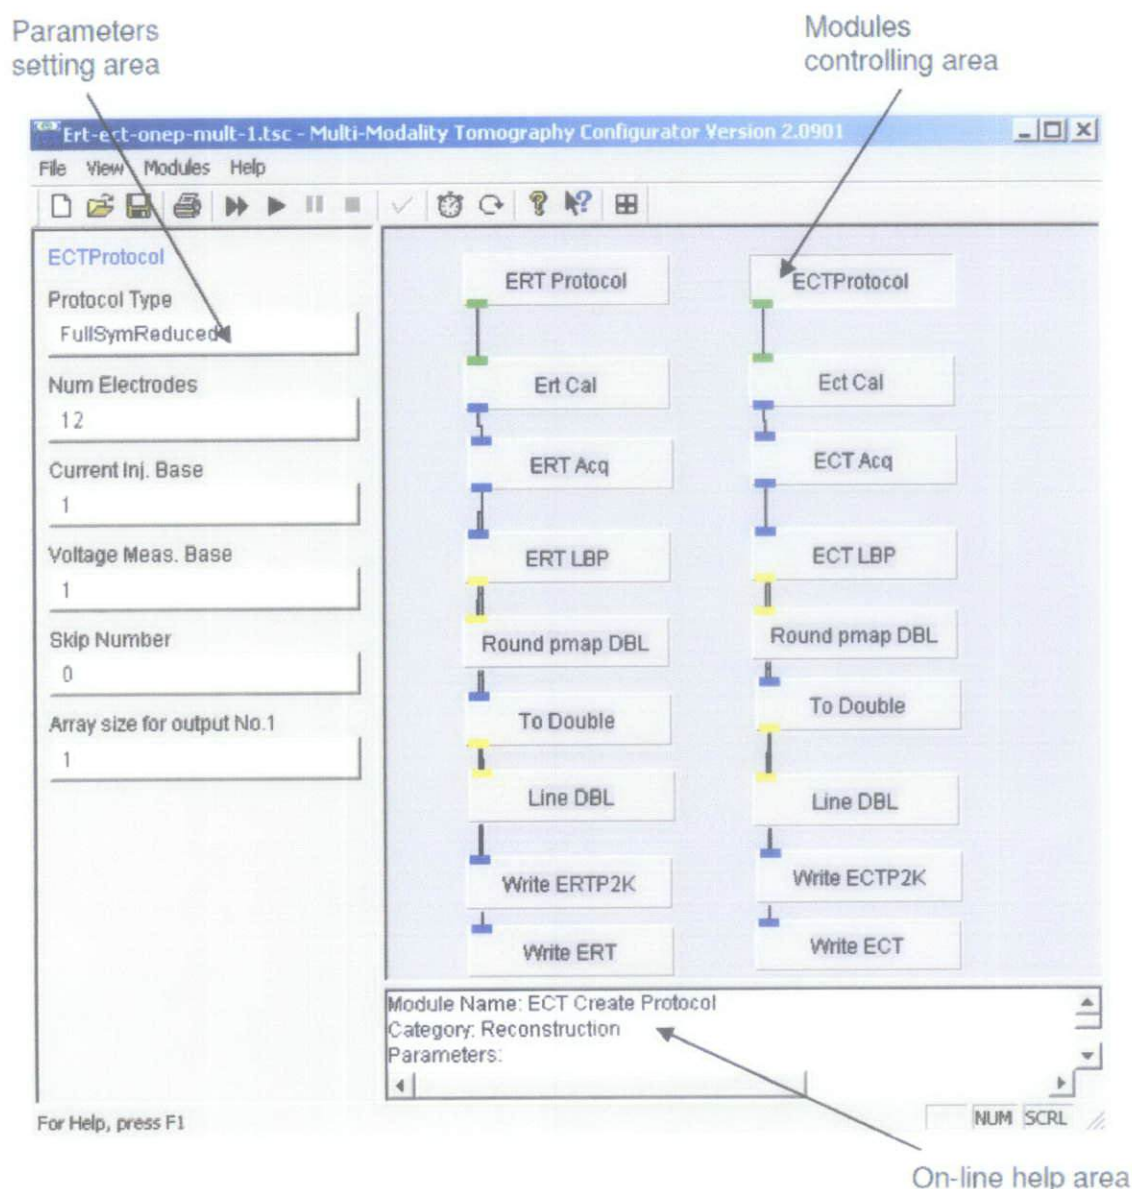 Parameters
setting area
Modules
controlling area
Ert-ect-onep-mult-1.tsc - Multi-Modality Tomography Configurator Version 2.0901
File View Modules Help
ECTProtocol
Protocol Type
FullSymReduced
Num Electrodes
12
Current Inj. Base
1
Voltage Meas. Base
1
Skip Number
0
Array size for output No.1
1
ERT Protocol
Ert Cal
ERT Acq
ERT LBP
Round pmap DBL
To Double
Line DBL
Write ERTP2K
Write ERT
ECTProtocol
Ect Cal
ECT Acq
ECT LBP
Round pmap DBL
To Double
Line DBL
Write ECTP2K
Write ECT
Module Name: ECT Create Protocol
Category: Reconstruction
Parameters:
For Help, press F1
NUM SCRL
On-line help area